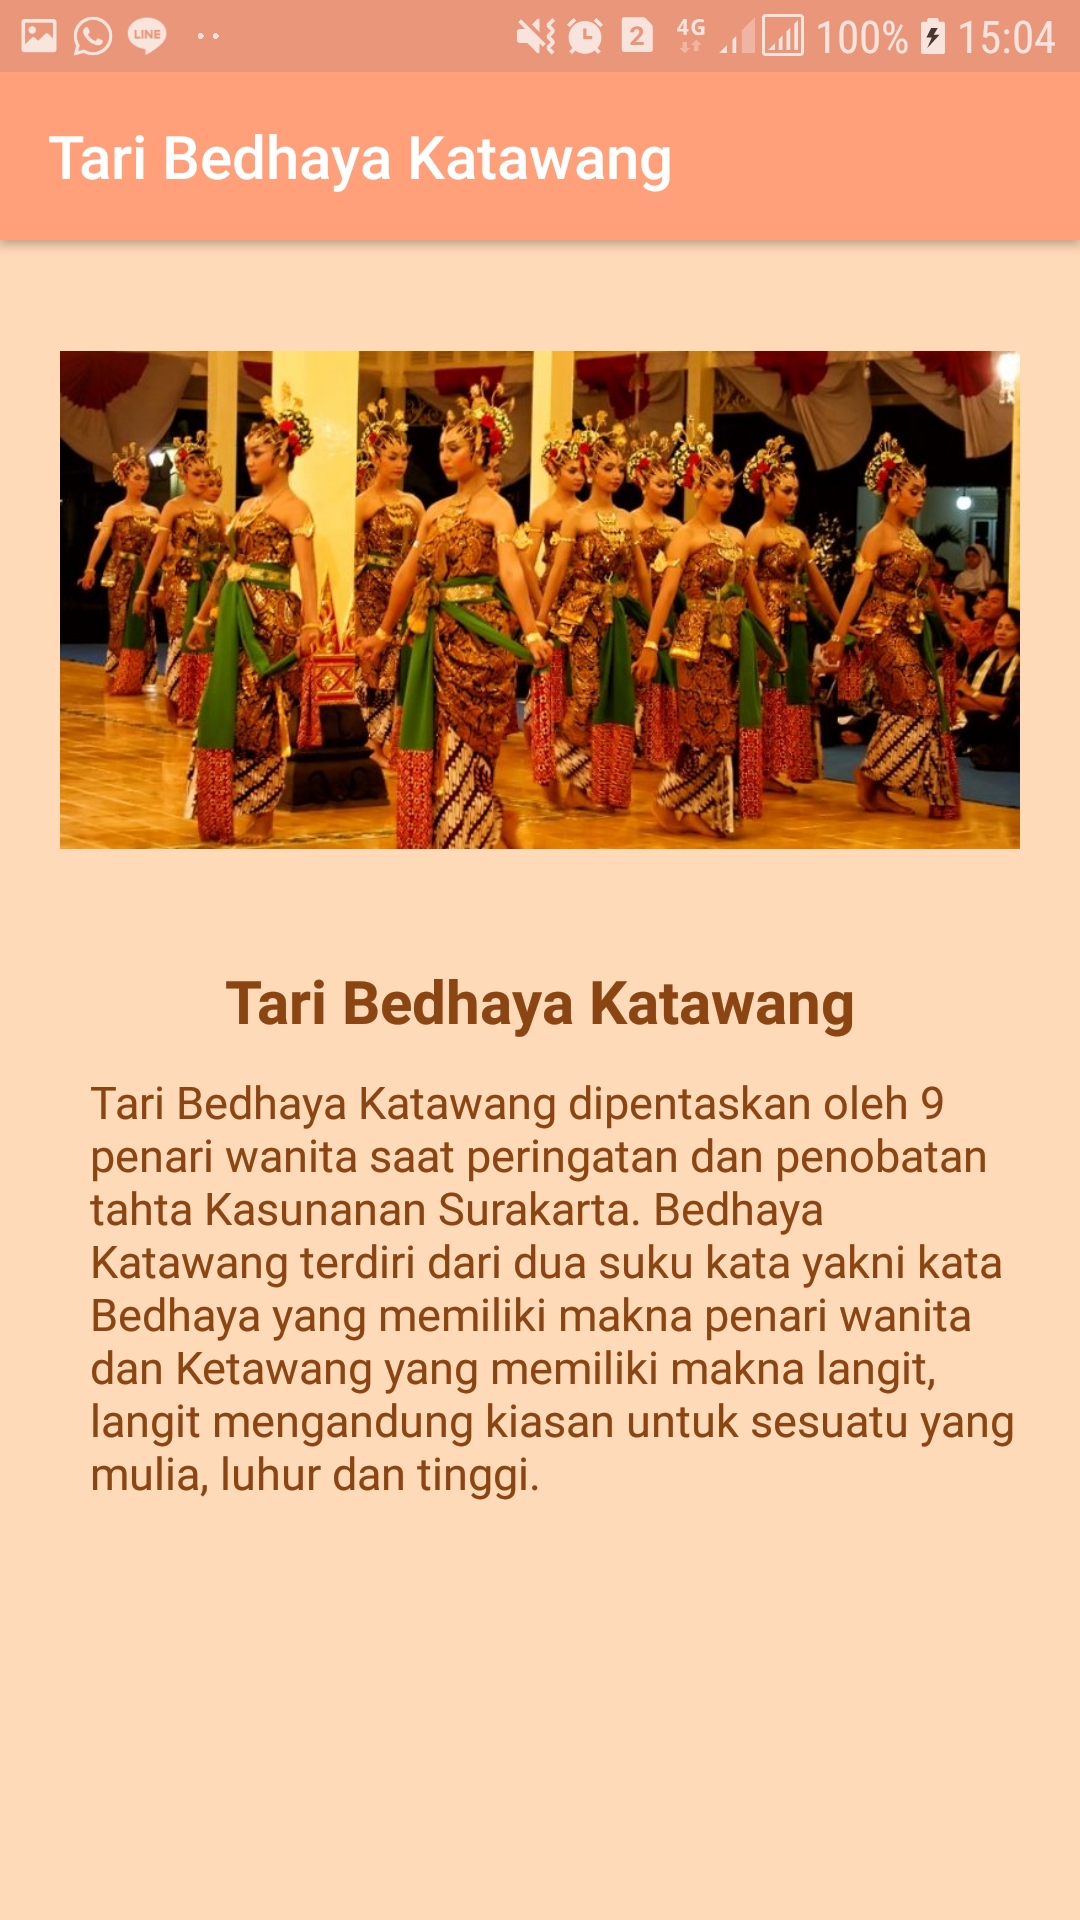 LINE 2 4G 100% 15:04
Tari Bedhaya Katawang
Tari Bedhaya Katawang
Tari Bedhaya Katawang dipentaskan oleh 9
penari wanita saat peringatan dan penobatan
tahta Kasunanan Surakarta. Bedhaya
Katawang terdiri dari dua suku kata yakni kata
Bedhaya yang memiliki makna penari wanita
dan Ketawang yang memiliki makna langit,
langit mengandung kiasan untuk sesuatu yang
mulia, luhur dan tinggi.